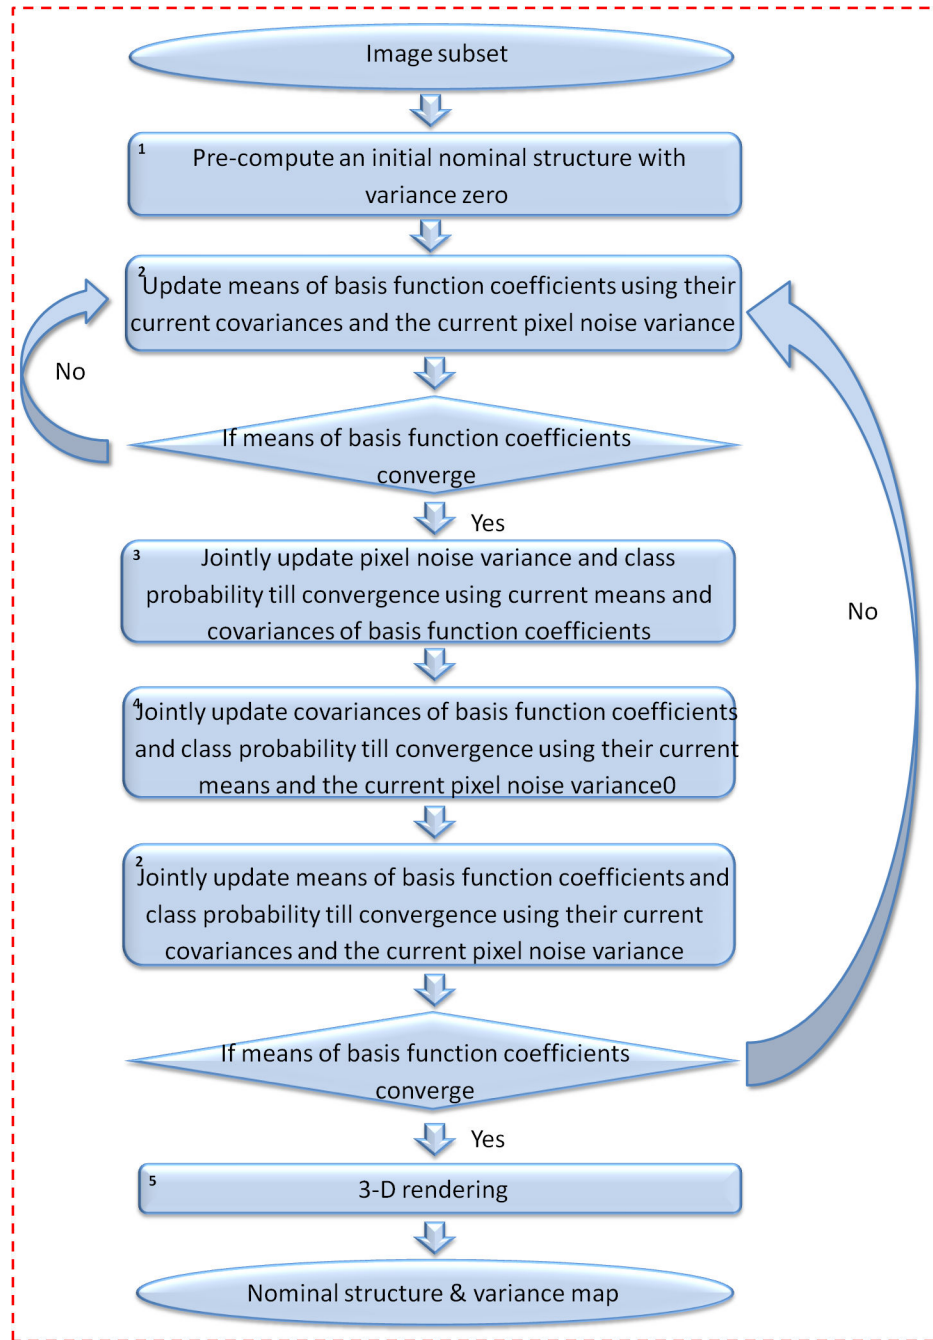 Image subset
1
Pre-compute an initial nominal structure with
variance zero
2
Update means of basis function coefficients using their
current covariances and the current pixel noise variance
No
If means of basis function coefficients
converge
Yes
3
Jointly update pixel noise variance and class
probability till convergence using current means and
covariances of basis function coefficients
No
4
Jointly update covariances of basis function coefficients
and class probability till convergence using their current
means and the current pixel noise variance0
2
Jointly update means of basis function coefficients and
class probability till convergence using their current
covariances and the current pixel noise variance
If means of basis function coefficients
converge
Yes
5
3-D rendering
Nominal structure & variance map